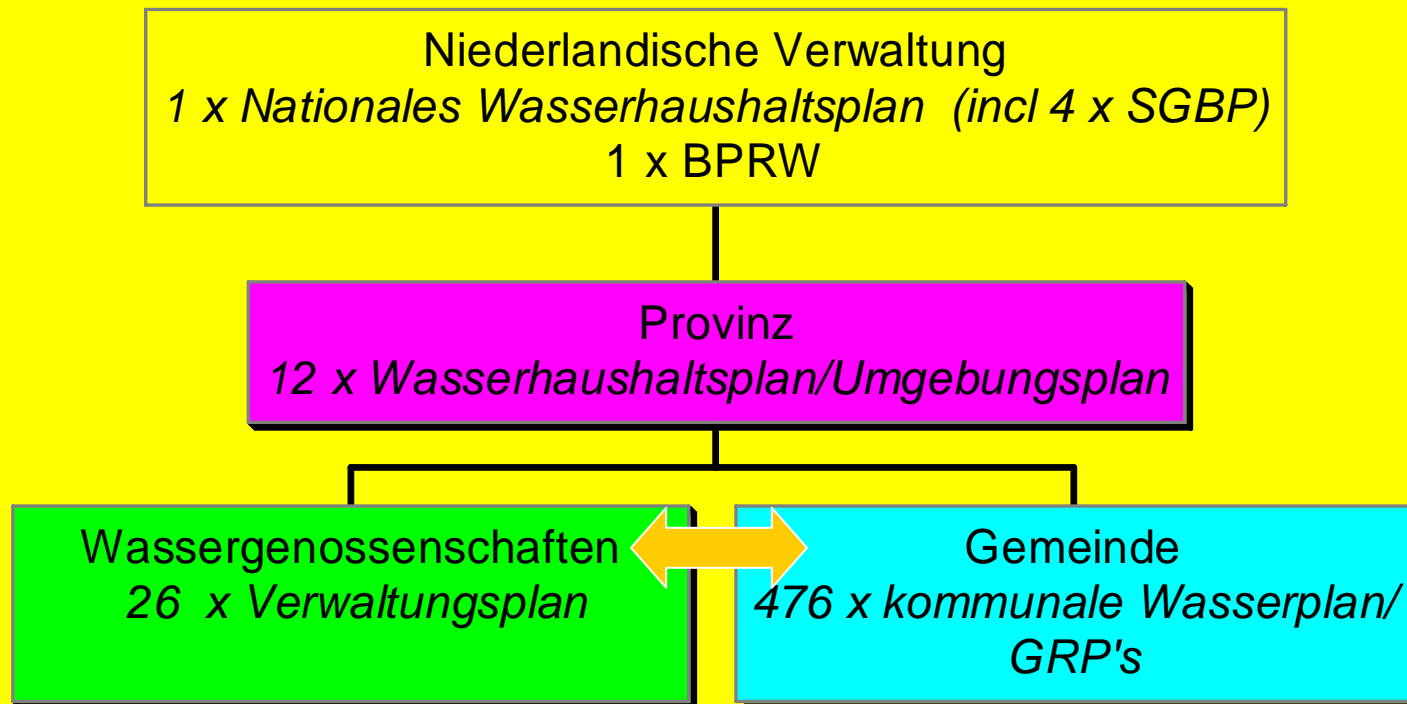 Niederlandische Verwaltung
1 x Nationales Wasserhaushaltsplan (incl 4 x SGBP)
1 x BPRW
Provinz
12 x Wasserhaushaltsplan/Umgebungsplan
Wassergenossenschaften
26 x Verwaltungsplan
Gemeinde
476 x kommunale Wasserplan/
GRP's